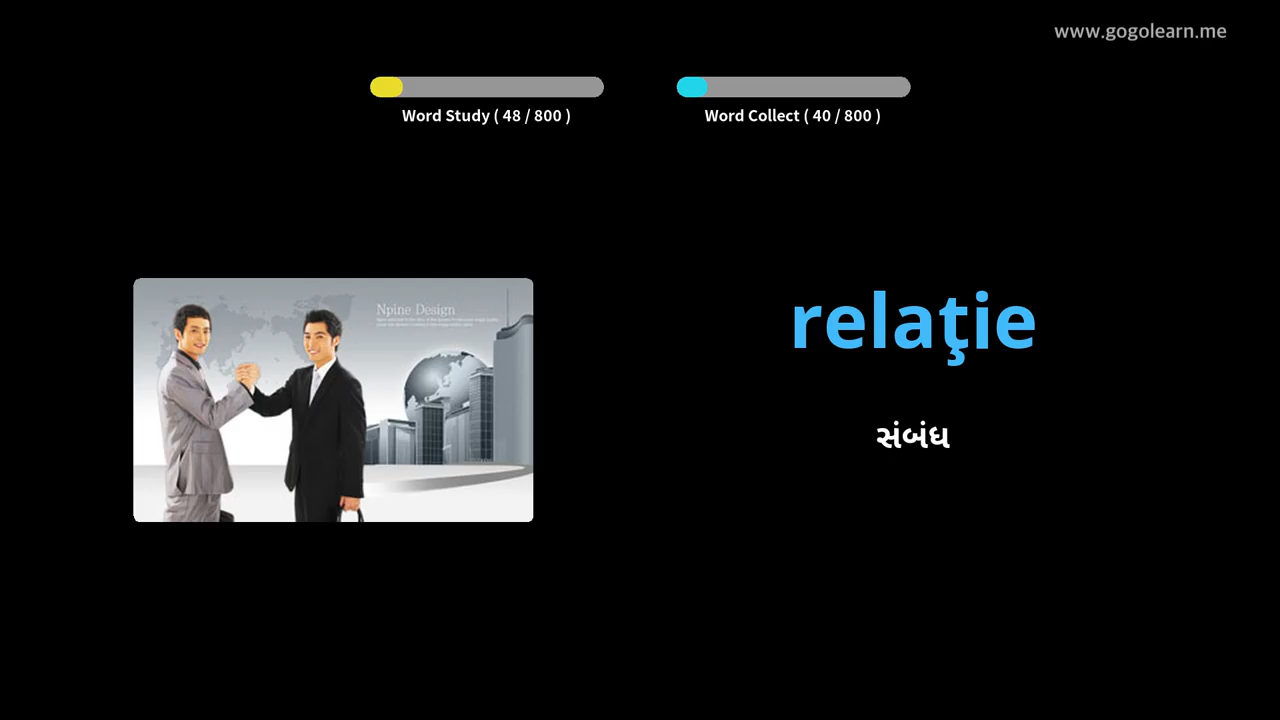 www.gogolearn.me
Word Study ( 48 / 800 )
Word Collect ( 40 / 800 )
Npine Design
relaţie
સંબંધ